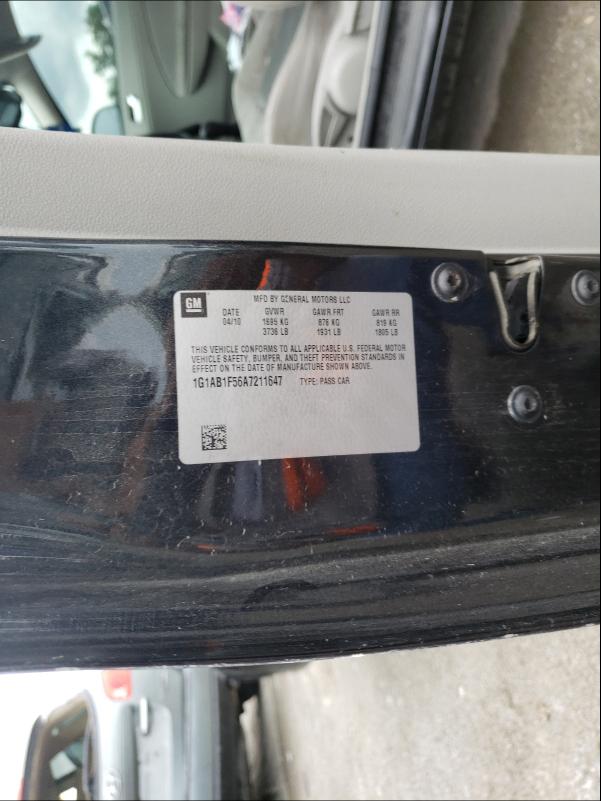 GM
MFD BY GENERAL MOTORS LLC
DATE GVWR GAWR FRT GAWR RR
04/10 1695 KG 876 KG 819 KG
3736 LB 1931 LB 1805 LB
THIS VEHICLE CONFORMS TO ALL APPLICABLE U.S. FEDERAL MOTOR
VEHICLE SAFETY, BUMPER, AND THEFT PREVENTION STANDARDS IN
EFFECT ON THE DATE OF MANUFACTURE SHOWN ABOVE.
1G1AB1F56A7211647 TYPE: PASS CAR